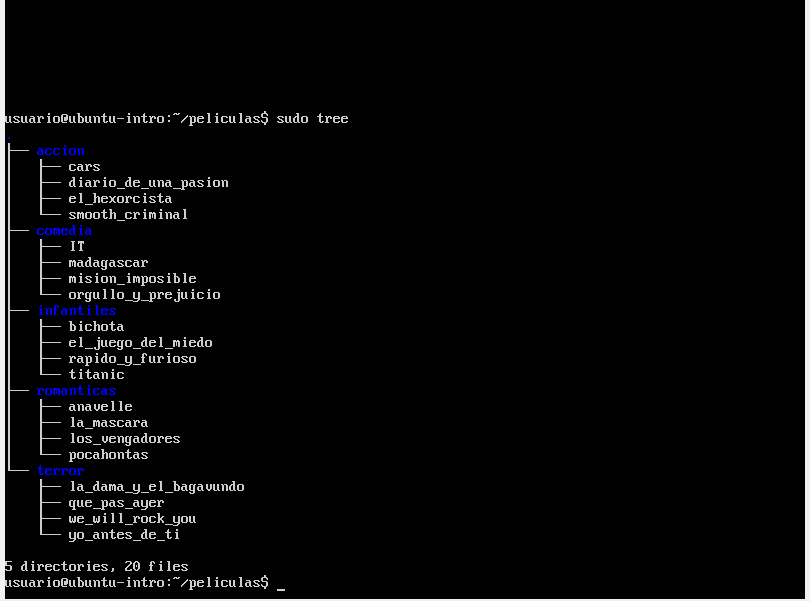 usuario@ubuntu-intro:~/peliculas$ sudo tree
.
├── accion
│   ├── cars
│   ├── diario_de_una_pasion
│   ├── el_hexorcista
│   └── smooth_criminal
├── comedia
│   ├── IT
│   ├── madagascar
│   ├── mision_imposible
│   └── orgullo_y_prejuicio
├── infantiles
│   ├── bichota
│   ├── el_juego_del_miedo
│   ├── rapido_y_furioso
│   └── titanic
├── romanticas
│   ├── anavelle
│   ├── la_mascara
│   ├── los_vengadores
│   └── pocahontas
└── terror
    ├── la_dama_y_el_bagavundo
    ├── que_pas_ayer
    ├── we_will_rock_you
    └── yo_antes_de_ti

5 directories, 20 files
usuario@ubuntu-intro:~/peliculas$ _